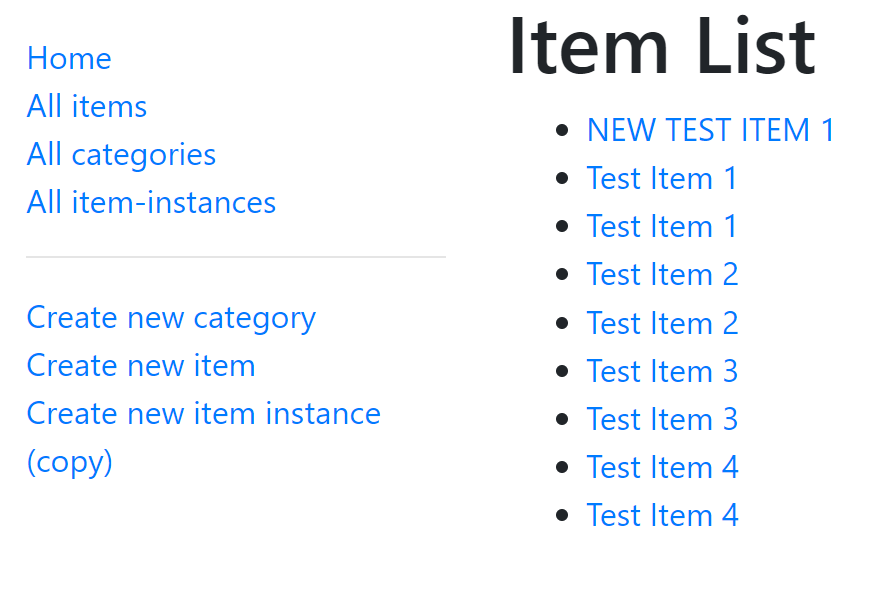 Home
All items
All categories
All item-instances
Create new category
Create new item
Create new item instance
(copy)
Item List
NEW TEST ITEM 1
Test Item 1
Test Item 1
Test Item 2
Test Item 2
Test Item 3
Test Item 3
Test Item 4
Test Item 4